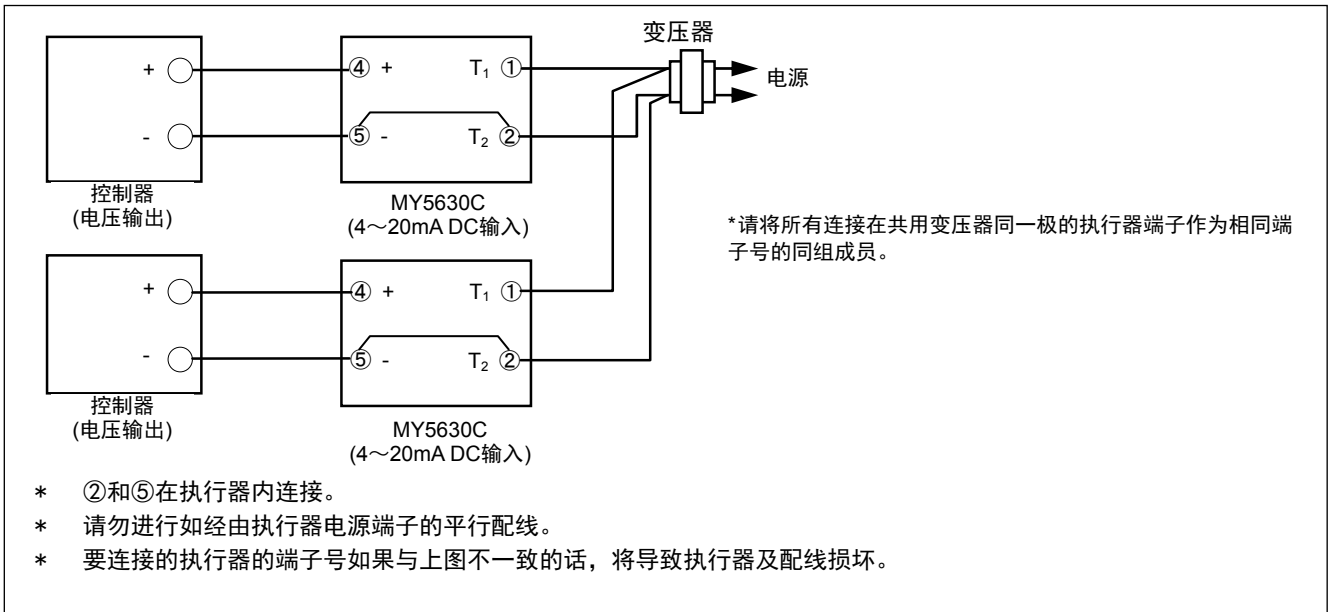 变压器
+ ④ + T₁ ① 电源
- ⑤ - T₂ ②
控制器
(电压输出)
MY5630C
(4～20mA DC输入)
*请将所有连接在共用变压器同一极的执行器端子作为相同端
子号的同组成员。
+ ④ + T₁ ①
- ⑤ - T₂ ②
控制器
(电压输出)
MY5630C
(4～20mA DC输入)
* ②和⑤在执行器内连接。
* 请勿进行如经由执行器电源端子的平行配线。
* 要连接的执行器的端子号如果与上图不一致的话，将导致执行器及配线损坏。